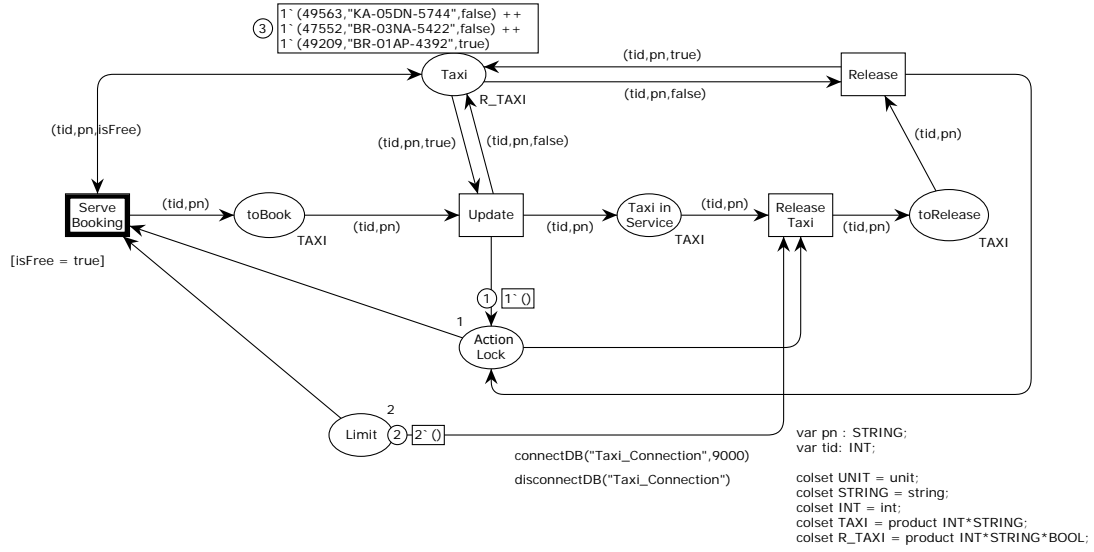 3
1`(49563,"KA-05DN-5744",false) ++
1`(47552,"BR-03NA-5422",false) ++
1`(49209,"BR-01AP-4392",true)
Taxi
R_TAXI
(tid,pn,true)
(tid,pn,false)
Release
(tid,pn,isFree)
(tid,pn,true)
(tid,pn,false)
(tid,pn)
Serve
Booking
(tid,pn)
toBook
TAXI
(tid,pn)
Update
(tid,pn)
Taxi in
Service
TAXI
(tid,pn)
Release
Taxi
(tid,pn)
toRelease
TAXI
[isFree = true]
1
1`()
1
Action
Lock
2
Limit
2
2`()
connectDB("Taxi_Connection",9000)
disconnectDB("Taxi_Connection")
var pn : STRING;
var tid: INT;
colset UNIT = unit;
colset STRING = string;
colset INT = int;
colset TAXI = product INT*STRING;
colset R_TAXI = product INT*STRING*BOOL;